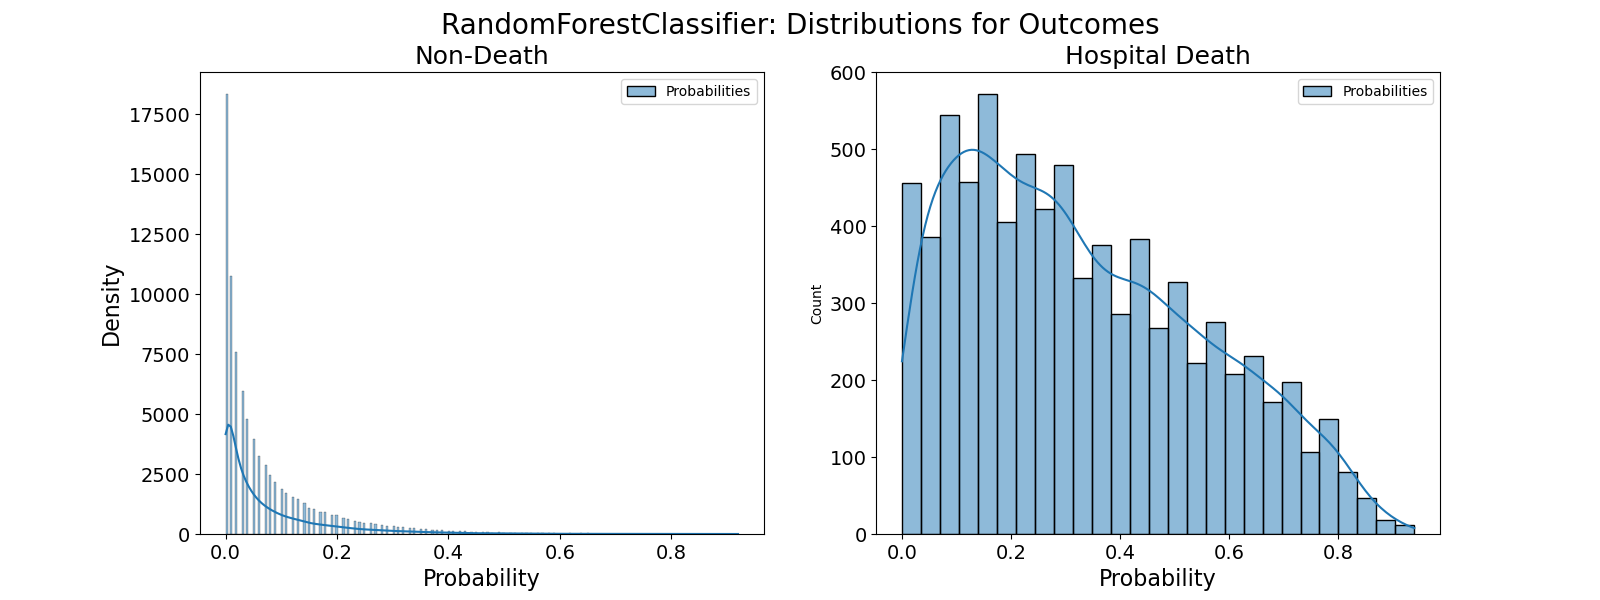 RandomForestClassifier: Distributions for Outcomes
Non-Death
Probabilities
17500
15000
12500
10000
7500
5000
2500
0
Density
0.0 0.2 0.4 0.6 0.8
Probability
Hospital Death
Probabilities
600
500
400
300
200
100
0
Count
0.0 0.2 0.4 0.6 0.8
Probability